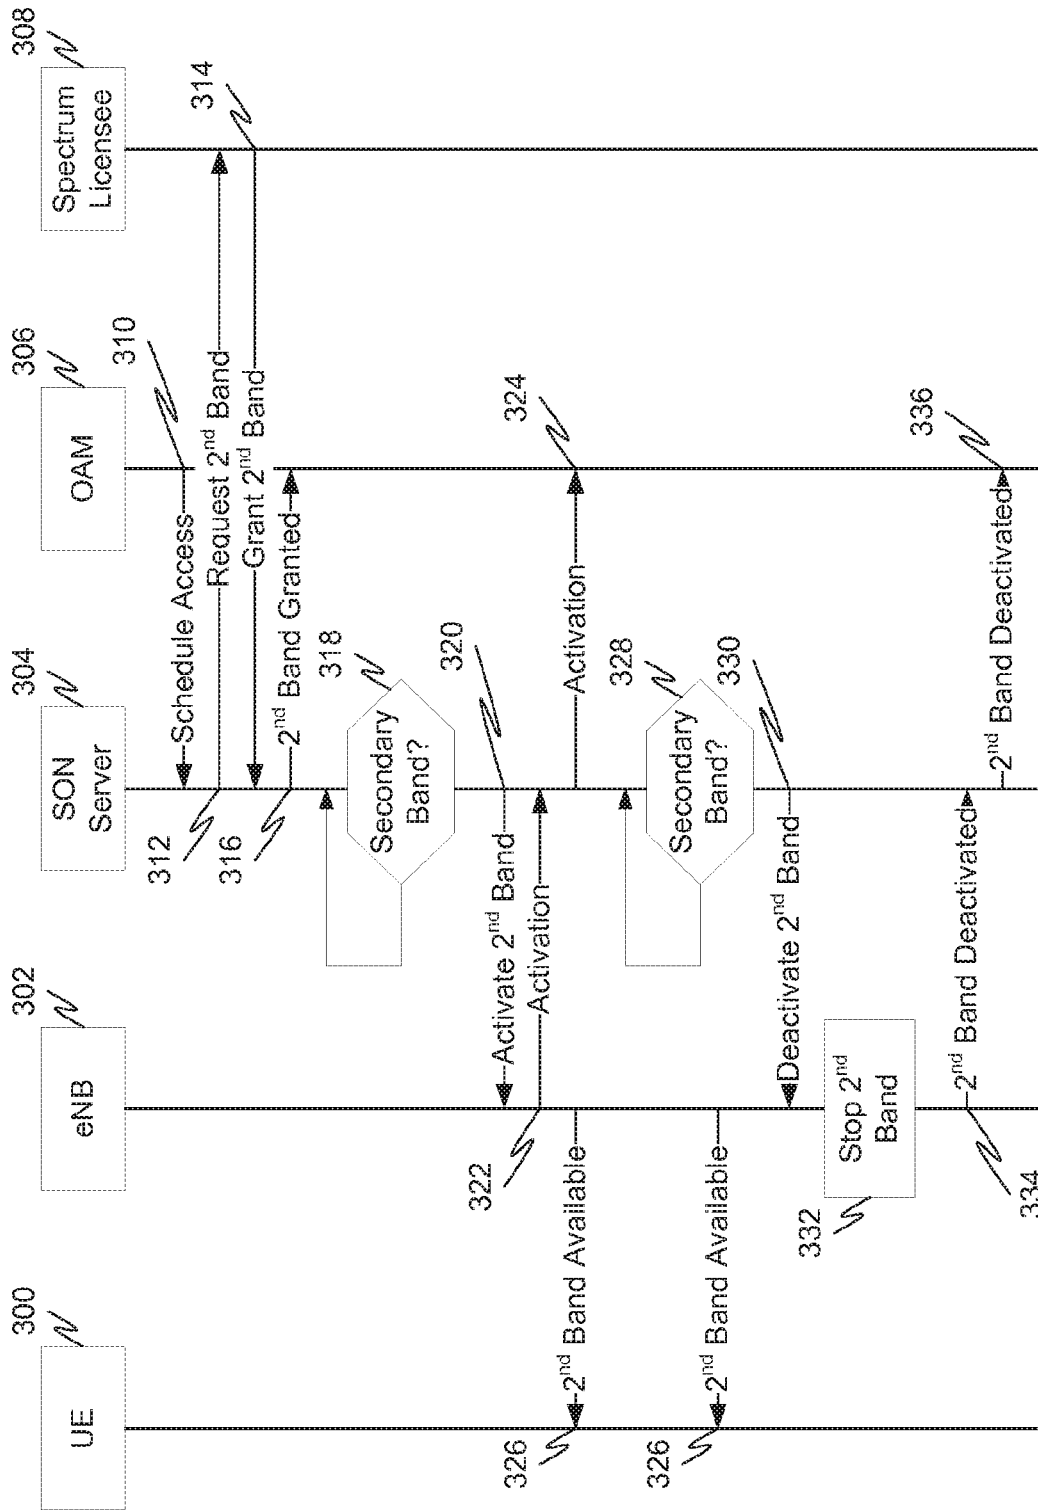 300
302
304
306
308
UE
eNB
SON
Server
OAM
Spectrum
Licensee
310
Schedule Access
312
Request 2nd Band
314
Grant 2nd Band
316
2nd Band Granted
318
Secondary
Band?
320
Activate 2nd Band
322
Activation
324
Activation
326
2nd Band Available
328
Secondary
Band?
326
2nd Band Available
330
Deactivate 2nd Band
332
Stop 2nd
Band
334
2nd Band Deactivated
336
2nd Band Deactivated